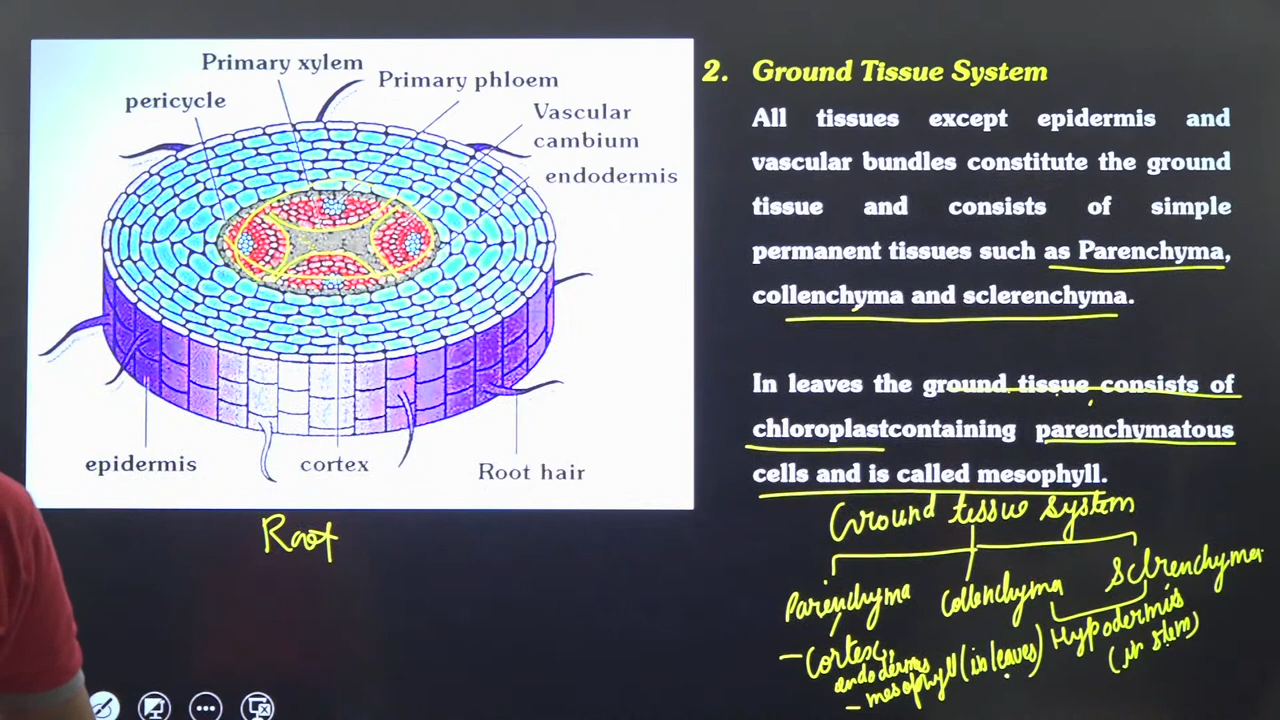 Primary xylem
Primary phloem
pericycle
Vascular
cambium
endodermis
epidermis
cortex
Root hair
Root
2. Ground Tissue System
All tissues except epidermis and
vascular bundles constitute the ground
tissue and consists of simple
permanent tissues such as Parenchyma,
collenchyma and sclerenchyma.
In leaves the ground tissue consists of
chloroplastcontaining parenchymatous
cells and is called mesophyll.
Ground tissue system
Parenchyma
Collenchyma
Sclrenchyma
- Cortex,
endodermis
- mesophyll (in leaves)
Hypodermis
(in stem)